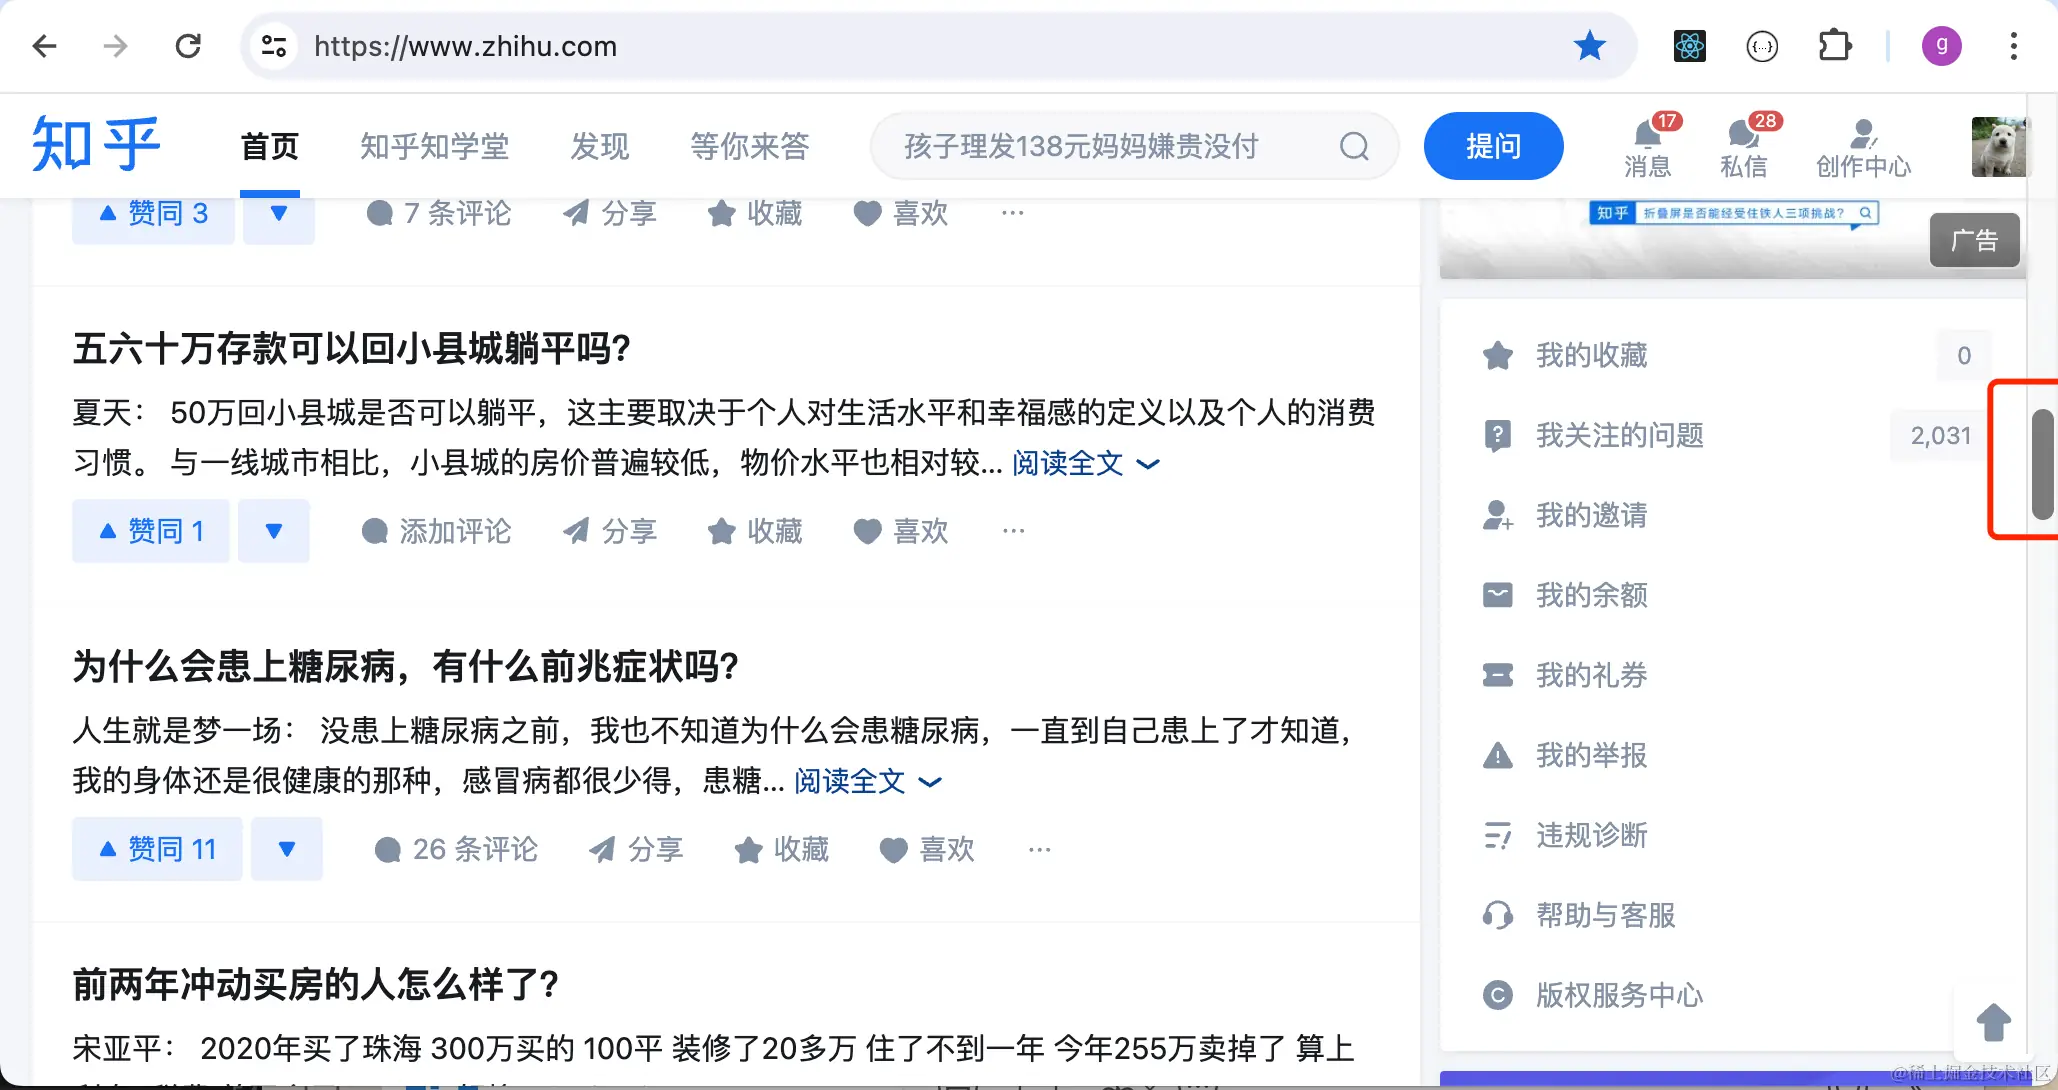 https://www.zhihu.com
g
知乎
首页
知乎知学堂
发现
等你来答
孩子理发138元妈妈嫌贵没付
提问
17
消息
28
私信
创作中心
赞同 3
7 条评论
分享
收藏
喜欢
知乎 折叠屏是否能经受住铁人三项挑战?
广告
五六十万存款可以回小县城躺平吗?
夏天： 50万回小县城是否可以躺平，这主要取决于个人对生活水平和幸福感的定义以及个人的消费
习惯。 与一线城市相比，小县城的房价普遍较低，物价水平也相对较... 阅读全文
赞同 1
添加评论
分享
收藏
喜欢
为什么会患上糖尿病，有什么前兆症状吗?
人生就是梦一场： 没患上糖尿病之前，我也不知道为什么会患糖尿病，一直到自己患上了才知道，
我的身体还是很健康的那种，感冒病都很少得，患糖... 阅读全文
赞同 11
26 条评论
分享
收藏
喜欢
前两年冲动买房的人怎么样了?
宋亚平： 2020年买了珠海 300万买的 100平 装修了20多万 住了不到一年 今年255万卖掉了 算上
我的收藏
0
我关注的问题
2,031
我的邀请
我的余额
我的礼券
我的举报
违规诊断
帮助与客服
版权服务中心
@稀土掘金技术社区